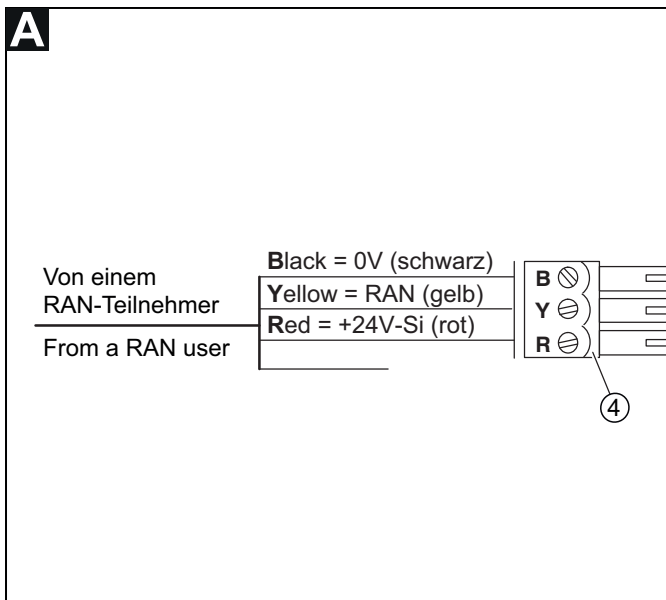 A
Von einem
RAN-Teilnehmer
From a RAN user
Black = 0V (schwarz)
Yellow = RAN (gelb)
Red = +24V-Si (rot)
B
Y
R
4